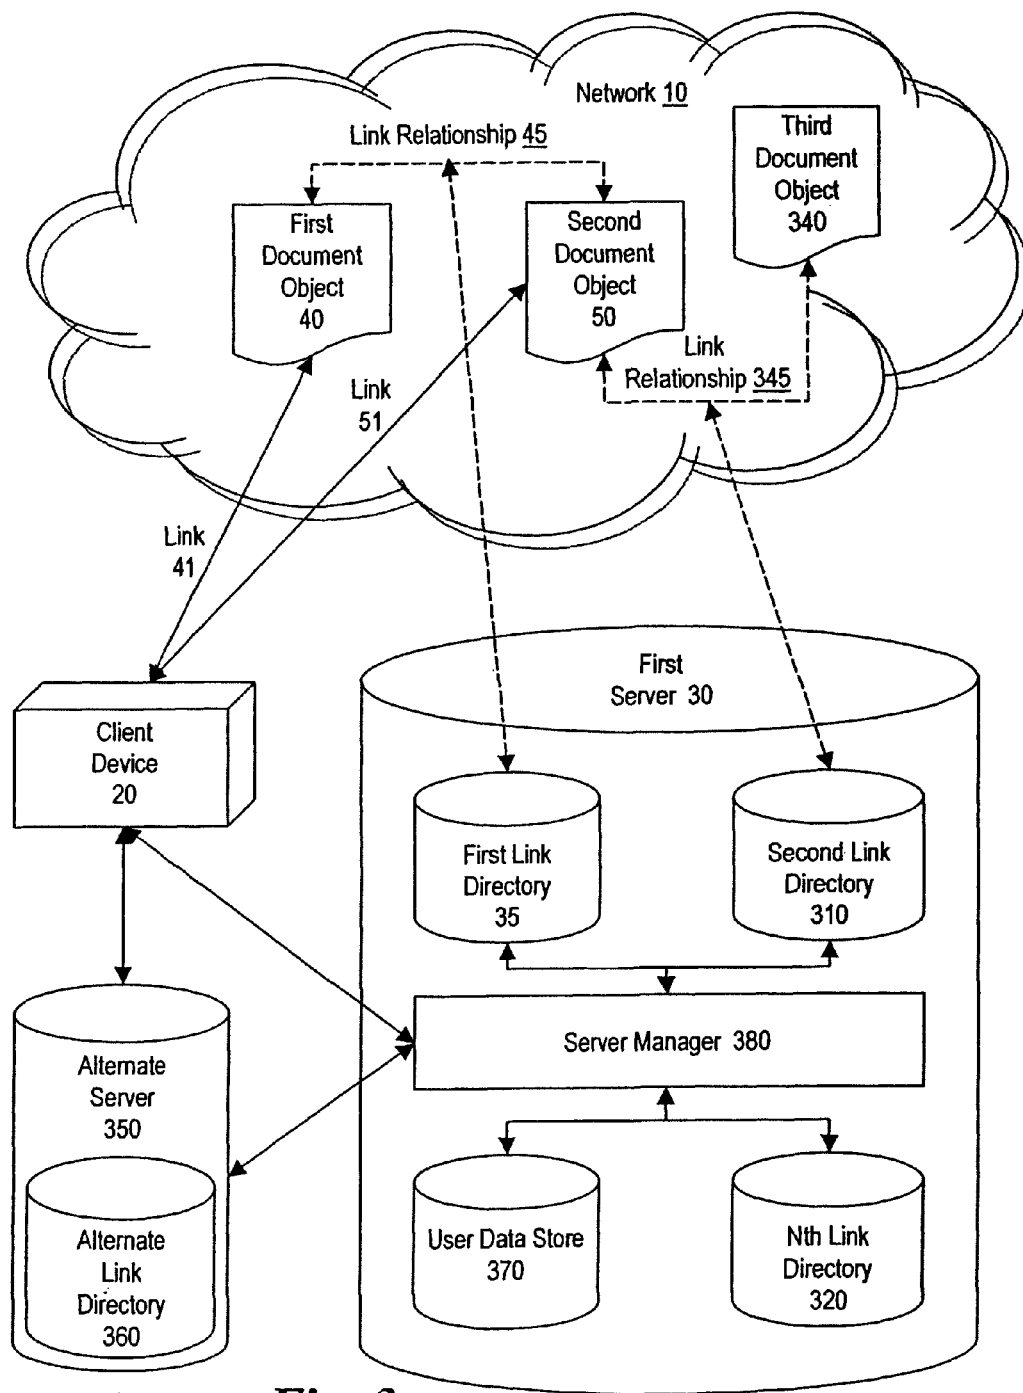 Network 10
Link Relationship 45
Third
Document
Object
340
First
Document
Object
40
Second
Document
Object
50
Link
Relationship 345
Link
51
Link
41
First
Server 30
Client
Device
20
First Link
Directory
35
Second Link
Directory
310
Server Manager 380
Alternate
Server
350
Alternate
Link
Directory
360
User Data Store
370
Nth Link
Directory
320